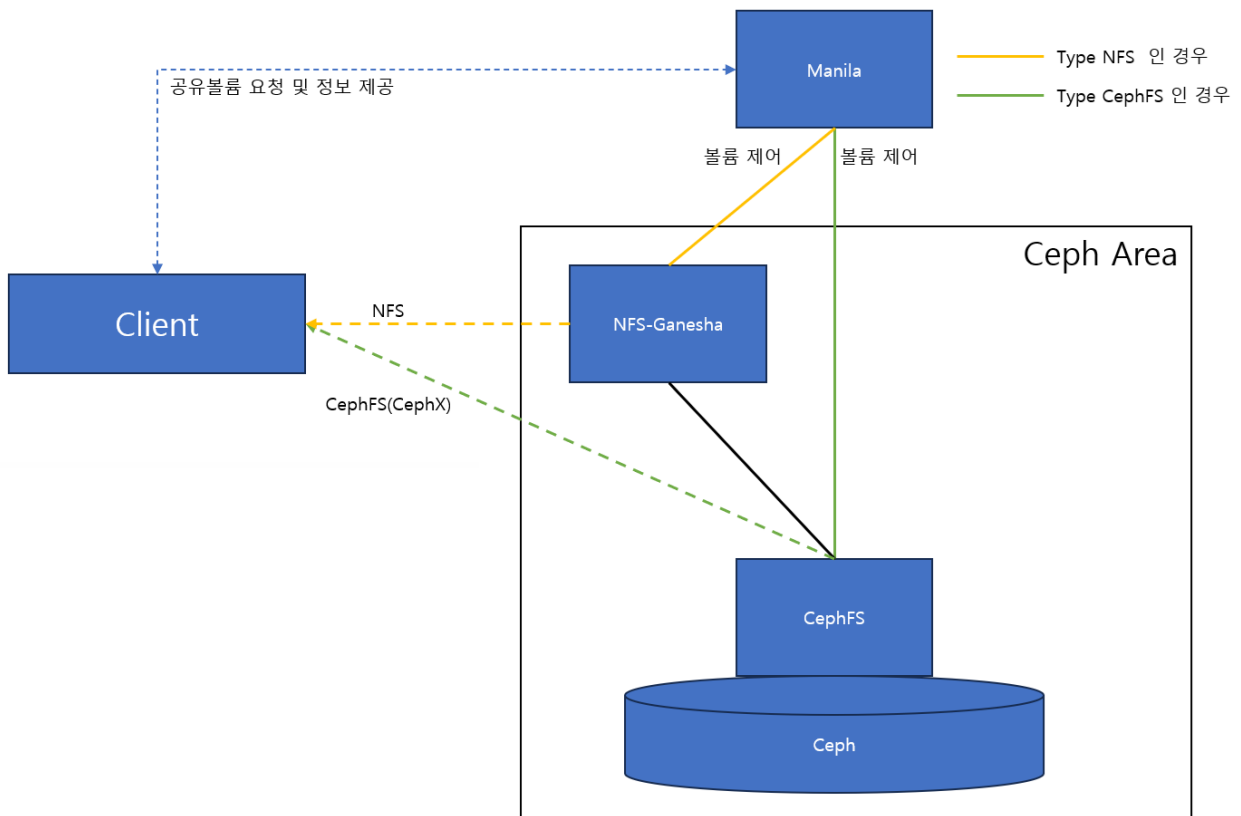 Manila
Type NFS 인 경우
Type CephFS 인 경우
공유볼륨 요청 및 정보 제공
볼륨 제어
볼륨 제어
Ceph Area
Client
NFS
NFS-Ganesha
CephFS(CephX)
CephFS
Ceph